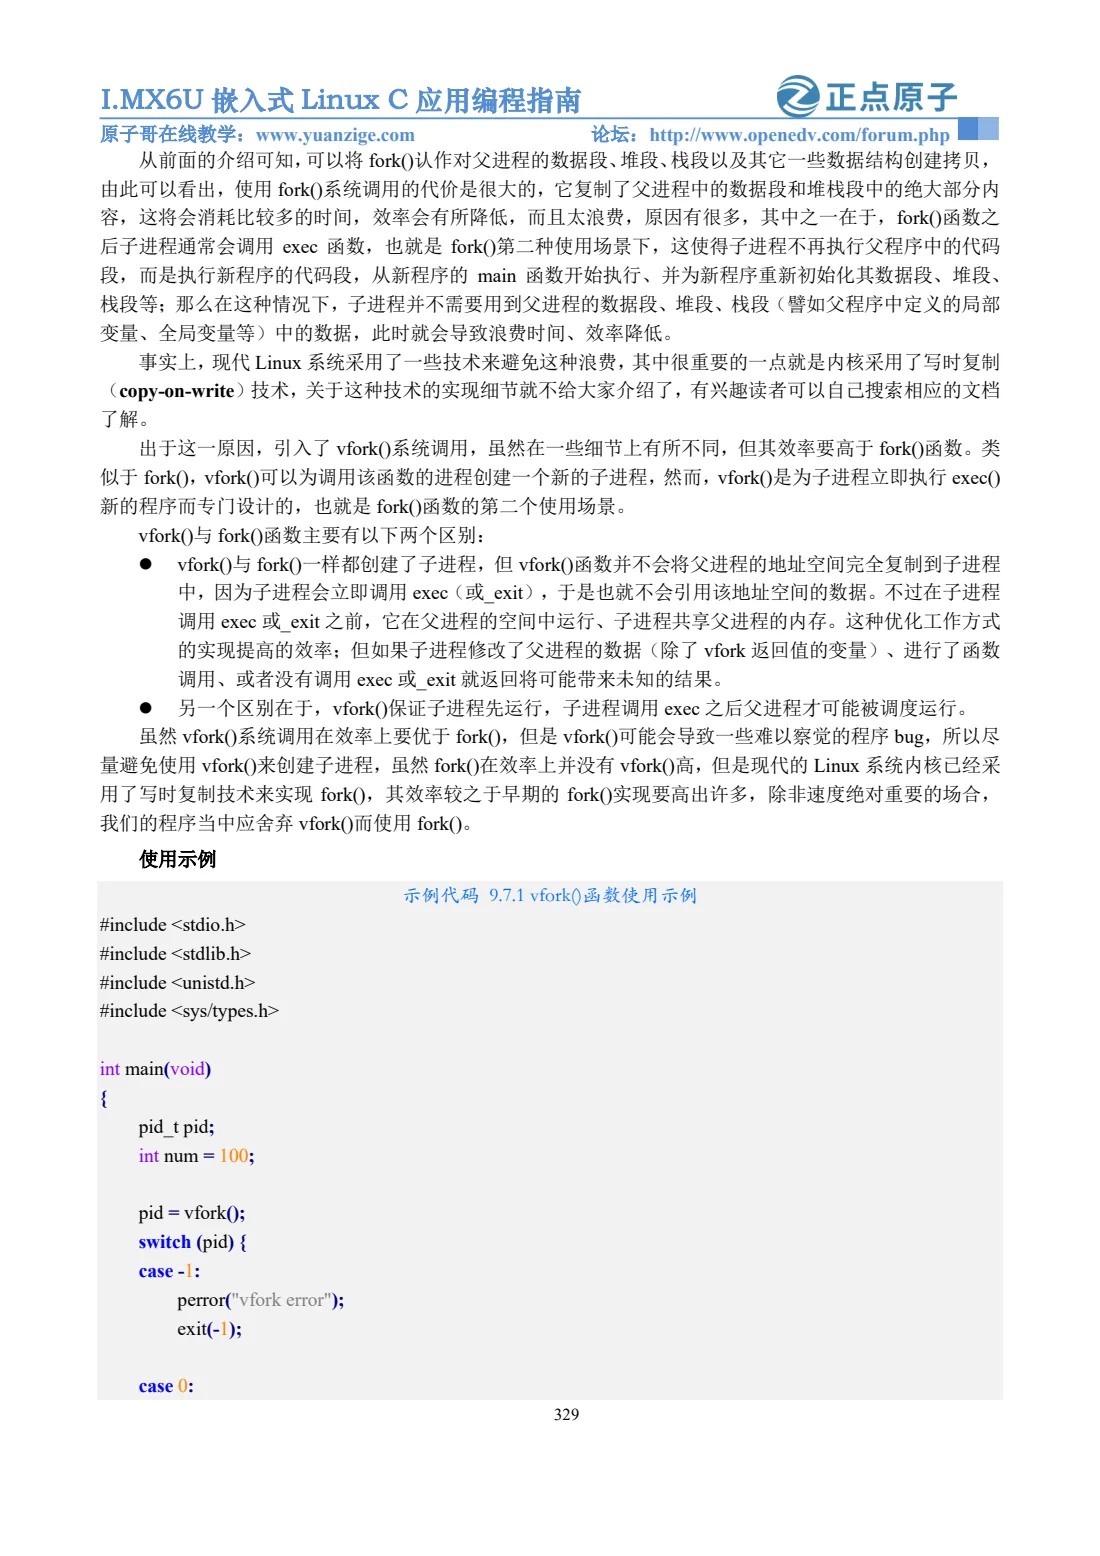 I.MX6U 嵌入式 Linux C 应用编程指南
正点原子
原子哥在线教学：www.yuanzige.com 论坛：http://www.openedv.com/forum.php
从前面的介绍可知，可以将 fork()认作对父进程的数据段、堆段、栈段以及其它一些数据结构创建拷贝，
由此可以看出，使用 fork()系统调用的代价是很大的，它复制了父进程中的数据段和堆栈段中的绝大部分内
容，这将会消耗比较多的时间，效率会有所降低，而且太浪费，原因有很多，其中之一在于，fork()函数之
后子进程通常会调用 exec 函数，也就是 fork()第二种使用场景下，这使得子进程不再执行父程序中的代码
段，而是执行新程序的代码段，从新程序的 main 函数开始执行、并为新程序重新初始化其数据段、堆段、
栈段等；那么在这种情况下，子进程并不需要用到父进程的数据段、堆段、栈段（譬如父程序中定义的局部
变量、全局变量等）中的数据，此时就会导致浪费时间、效率降低。
事实上，现代 Linux 系统采用了一些技术来避免这种浪费，其中很重要的一点就是内核采用了写时复制
（copy-on-write）技术，关于这种技术的实现细节就不给大家介绍了，有兴趣读者可以自己搜索相应的文档
了解。
出于这一原因，引入了 vfork()系统调用，虽然在一些细节上有所不同，但其效率要高于 fork()函数。类
似于 fork()，vfork()可以为调用该函数的进程创建一个新的子进程，然而，vfork()是为子进程立即执行 exec()
新的程序而专门设计的，也就是 fork()函数的第二个使用场景。
vfork()与 fork()函数主要有以下两个区别：
● vfork()与 fork()一样都创建了子进程，但 vfork()函数并不会将父进程的地址空间完全复制到子进程
中，因为子进程会立即调用 exec（或_exit），于是也就不会引用该地址空间的数据。不过在子进程
调用 exec 或_exit 之前，它在父进程的空间中运行、子进程共享父进程的内存。这种优化工作方式
的实现提高的效率；但如果子进程修改了父进程的数据（除了 vfork 返回值的变量）、进行了函数
调用、或者没有调用 exec 或_exit 就返回将可能带来未知的结果。
● 另一个区别在于，vfork()保证子进程先运行，子进程调用 exec 之后父进程才可能被调度运行。
虽然 vfork()系统调用在效率上要优于 fork()，但是 vfork()可能会导致一些难以察觉的程序 bug，所以尽
量避免使用 vfork()来创建子进程，虽然 fork()在效率上并没有 vfork()高，但是现代的 Linux 系统内核已经采
用了写时复制技术来实现 fork()，其效率较之于早期的 fork()实现要高出许多，除非速度绝对重要的场合，
我们的程序当中应舍弃 vfork()而使用 fork()。
使用示例
示例代码 9.7.1 vfork()函数使用示例
#include <stdio.h>
#include <stdlib.h>
#include <unistd.h>
#include <sys/types.h>
int main(void)
{
pid_t pid;
int num = 100;
pid = vfork();
switch (pid) {
case -1:
perror("vfork error");
exit(-1);
case 0:
329